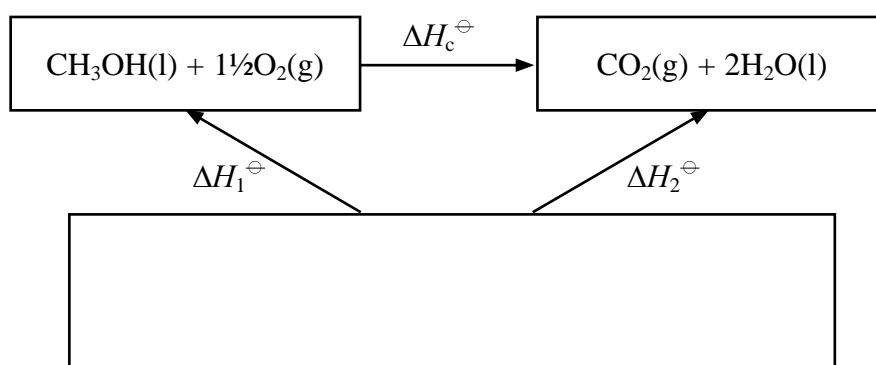 ΔH_c^⦵
CH₃OH(l) + 1½O₂(g)
CO₂(g) + 2H₂O(l)
ΔH₁^⦵
ΔH₂^⦵